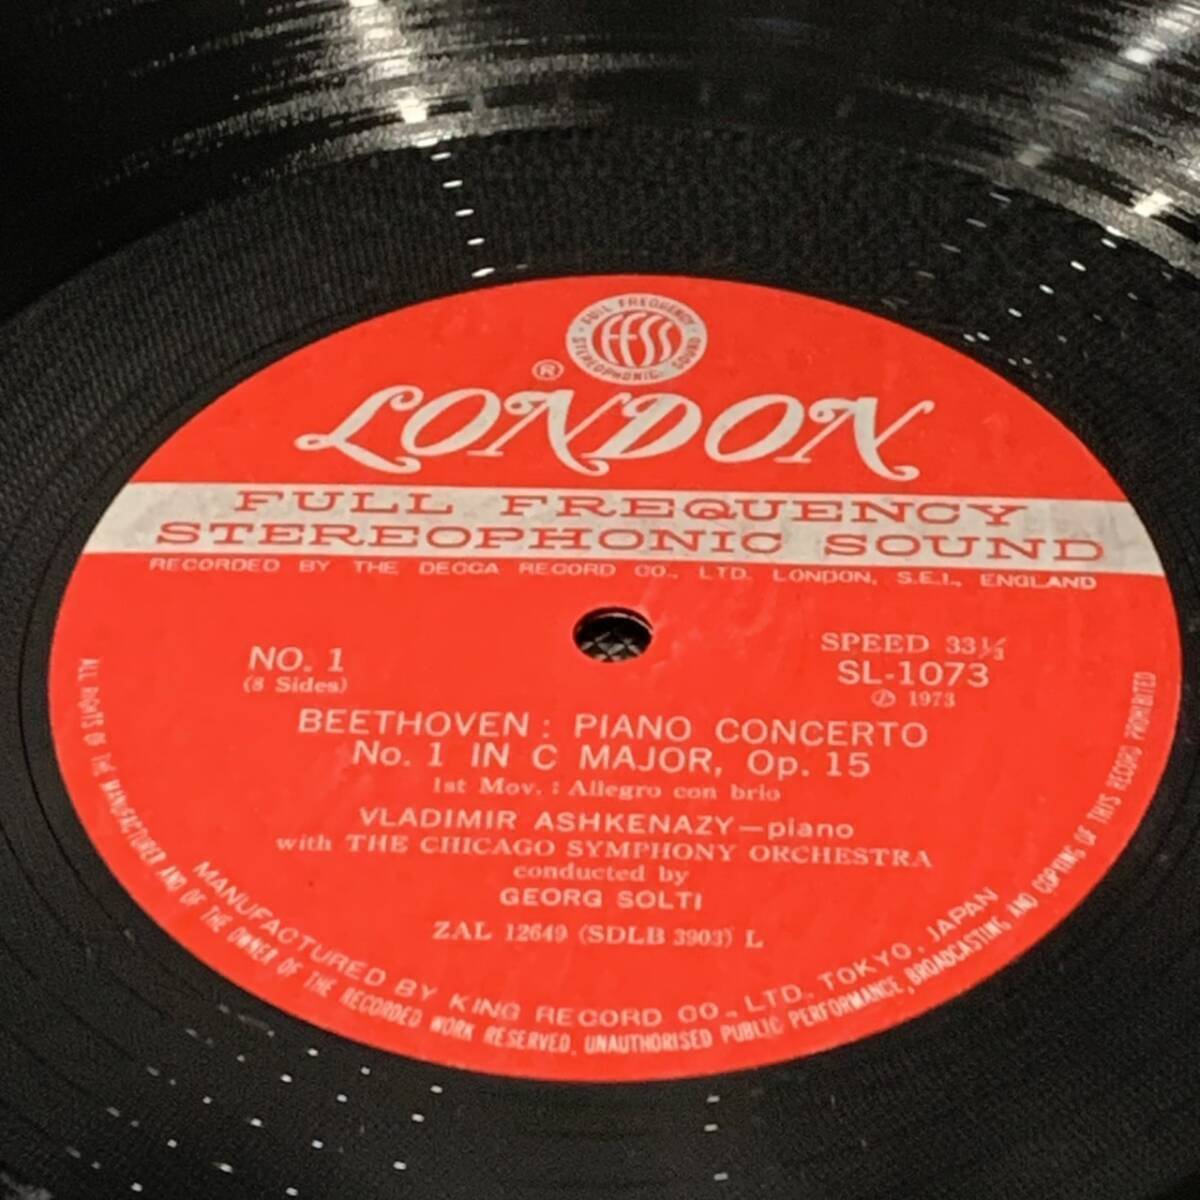 FULL FREQUENCY
FFSS
STEREOPHONIC SOUND
®
LONDON
FULL FREQUENCY
STEREOPHONIC SOUND
RECORDED BY THE DECCA RECORD CO., LTD. LONDON, S.E.I., ENGLAND
NO. 1
(8 Sides)
SPEED 33⅓
SL-1073
℗ 1973
BEETHOVEN : PIANO CONCERTO
No. 1 IN C MAJOR, Op. 15
1st Mov. : Allegro con brio
VLADIMIR ASHKENAZY—piano
with THE CHICAGO SYMPHONY ORCHESTRA
conducted by
GEORG SOLTI
ZAL 12649 (SDLB 3903) L
MANUFACTURED BY KING RECORD CO., LTD. TOKYO, JAPAN
ALL RIGHTS OF THE MANUFACTURER AND OF THE OWNER OF THE RECORDED WORK RESERVED. UNAUTHORISED PUBLIC PERFORMANCE, BROADCASTING AND COPYING OF THIS RECORD PROHIBITED